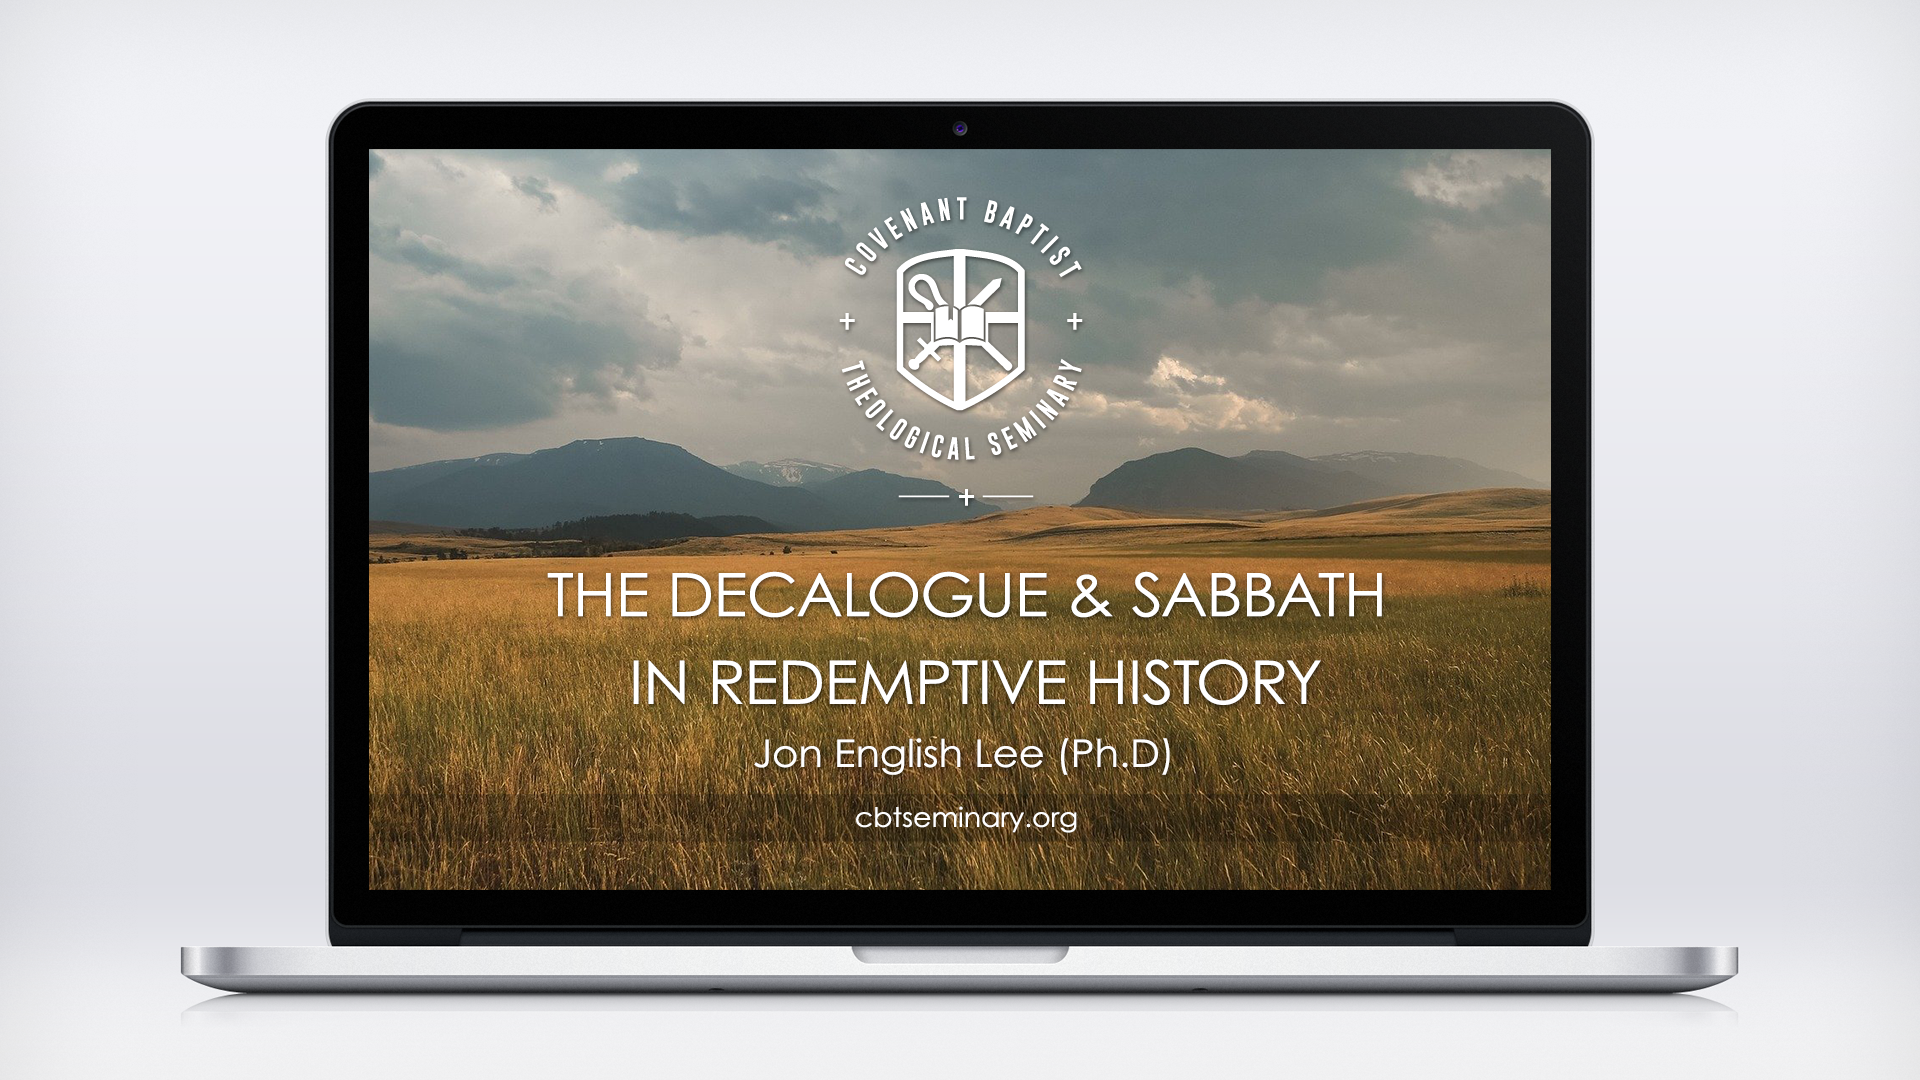 COVENANT BAPTIST
THEOLOGICAL SEMINARY
THE DECALOGUE & SABBATH
IN REDEMPTIVE HISTORY
Jon English Lee (Ph.D)
cbtseminary.org